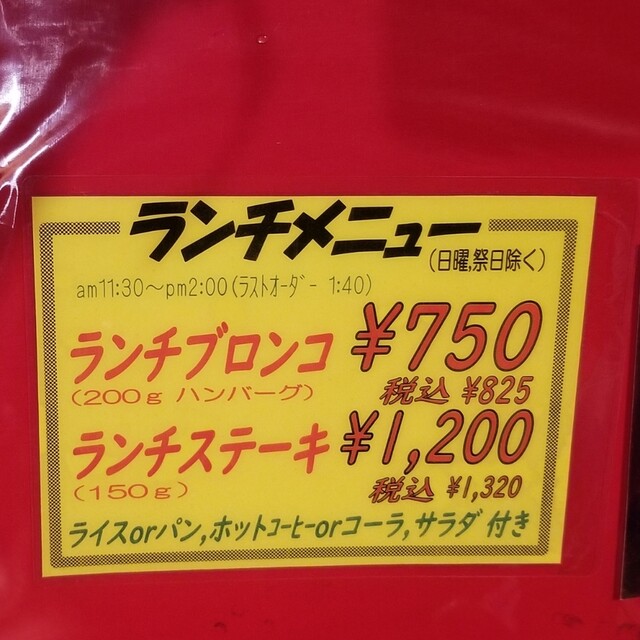 ランチメニュー
(日曜,祭日除く)
am11:30～pm2:00(ラストオーダー 1:40)
ランチブロンコ ¥750
(200g ハンバーグ) 税込 ¥825
ランチステーキ ¥1,200
(150g) 税込 ¥1,320
ライスorパン,ホットコーヒーorコーラ,サラダ付き